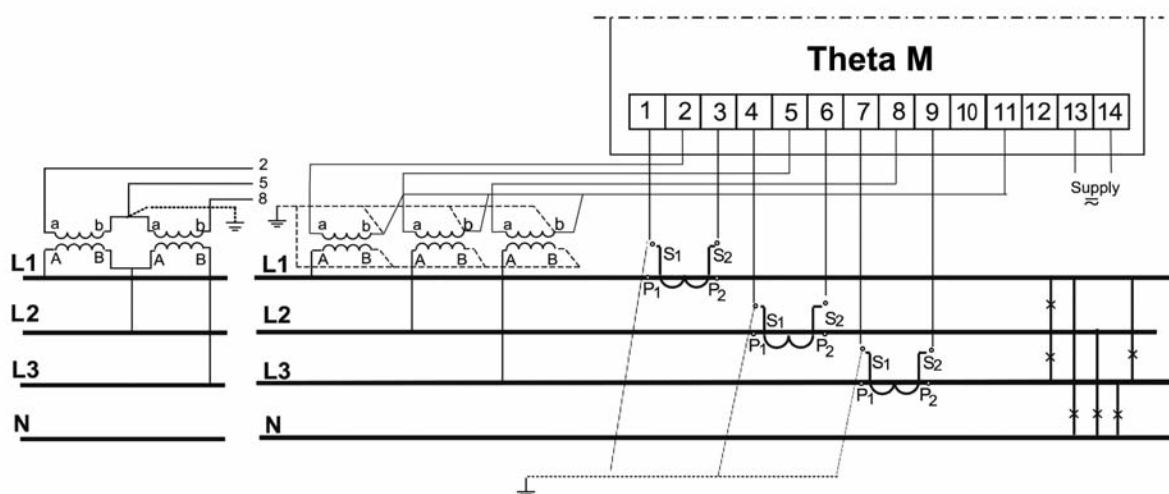 Theta M
1 2 3 4 5 6 7 8 9 10 11 12 13 14
2
5
8
Supply
a b a b
A B A B
a b a b a b
A B A B A B
S1 S2
L1 L1
P1 P2
S1 S2
L2 L2
P1 P2
S1 S2
L3 L3
P1 P2
N N